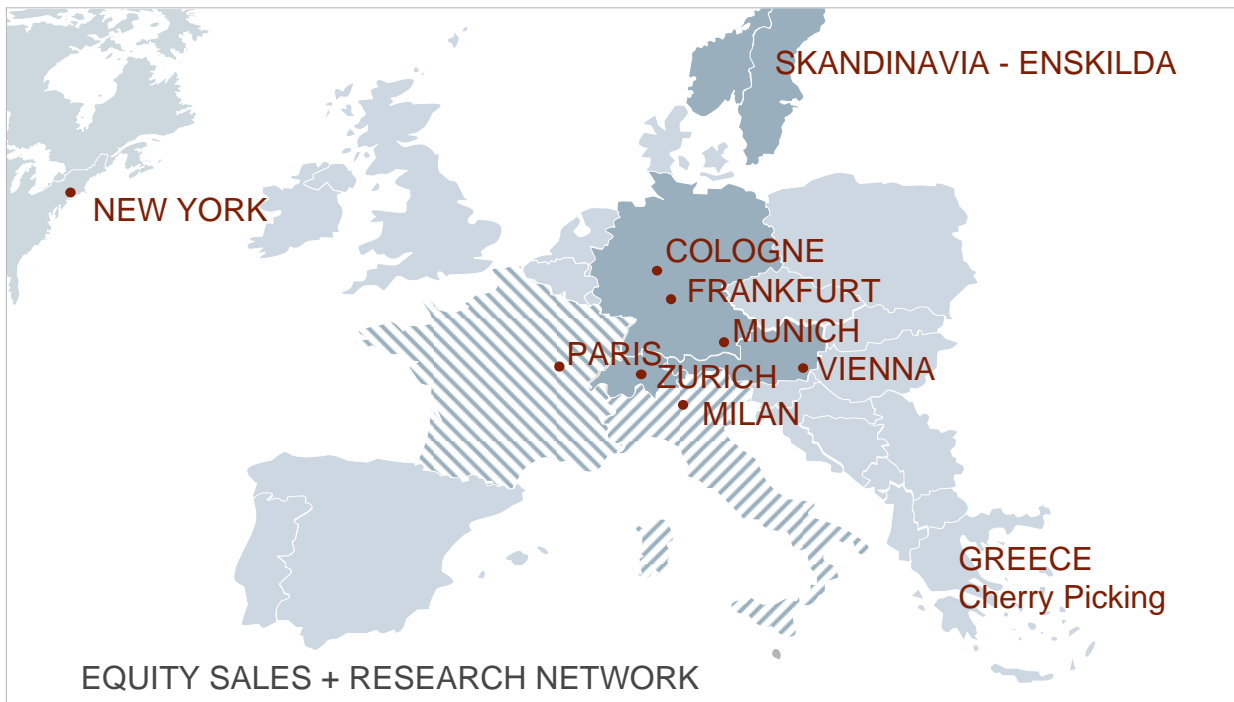 SKANDINAVIA - ENSKILDA
NEW YORK
COLOGNE
FRANKFURT
MUNICH
PARIS
ZURICH
VIENNA
MILAN
GREECE
Cherry Picking
EQUITY SALES + RESEARCH NETWORK